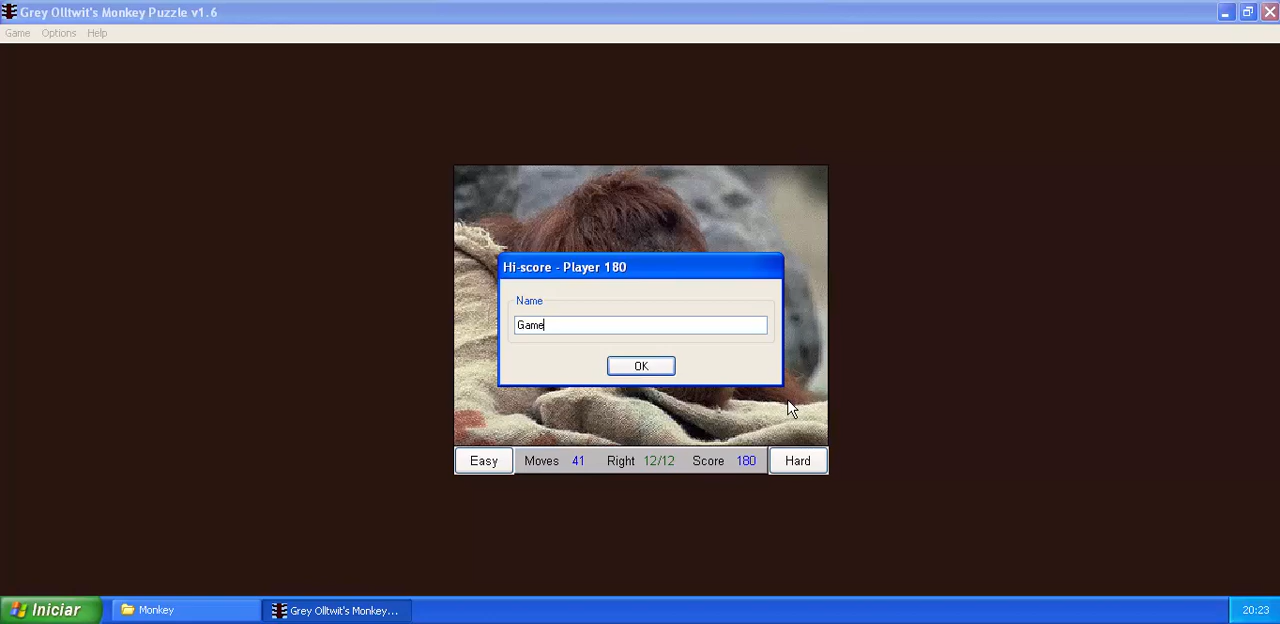 Grey Olltwit's Monkey Puzzle v1.6
Game Options Help
Hi-score - Player 180
Name
Game
OK
Easy Moves 41 Right 12/12 Score 180 Hard
Iniciar Monkey Grey Olltwit's Monkey... 20:23